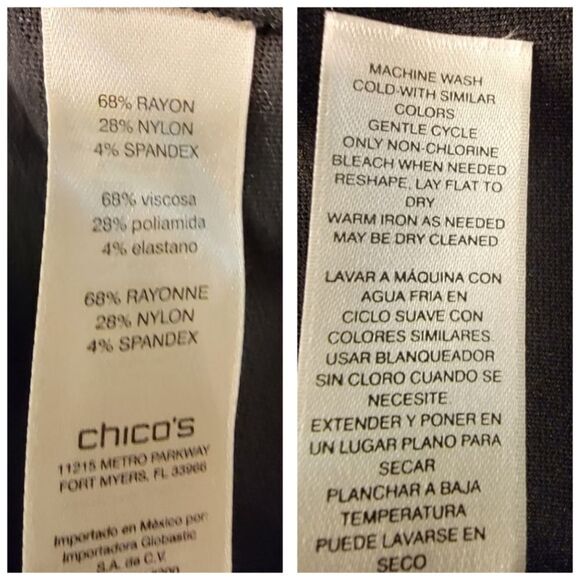 68% RAYON
28% NYLON
4% SPANDEX
68% viscosa
28% poliamida
4% elastano
68% RAYONNE
28% NYLON
4% SPANDEX
chico's
11215 METRO PARKWAY
FORT MYERS, FL 33966
Importado en México por:
Importadora Globastic
S.A. de C.V.
MACHINE WASH
COLD-WITH SIMILAR
COLORS
GENTLE CYCLE
ONLY NON-CHLORINE
BLEACH WHEN NEEDED
RESHAPE, LAY FLAT TO
DRY
WARM IRON AS NEEDED
MAY BE DRY CLEANED
LAVAR A MÁQUINA CON
AGUA FRIA EN
CICLO SUAVE CON
COLORES SIMILARES.
USAR BLANQUEADOR
SIN CLORO CUANDO SE
NECESITE.
EXTENDER Y PONER EN
UN LUGAR PLANO PARA
SECAR
PLANCHAR A BAJA
TEMPERATURA
PUEDE LAVARSE EN
SECO